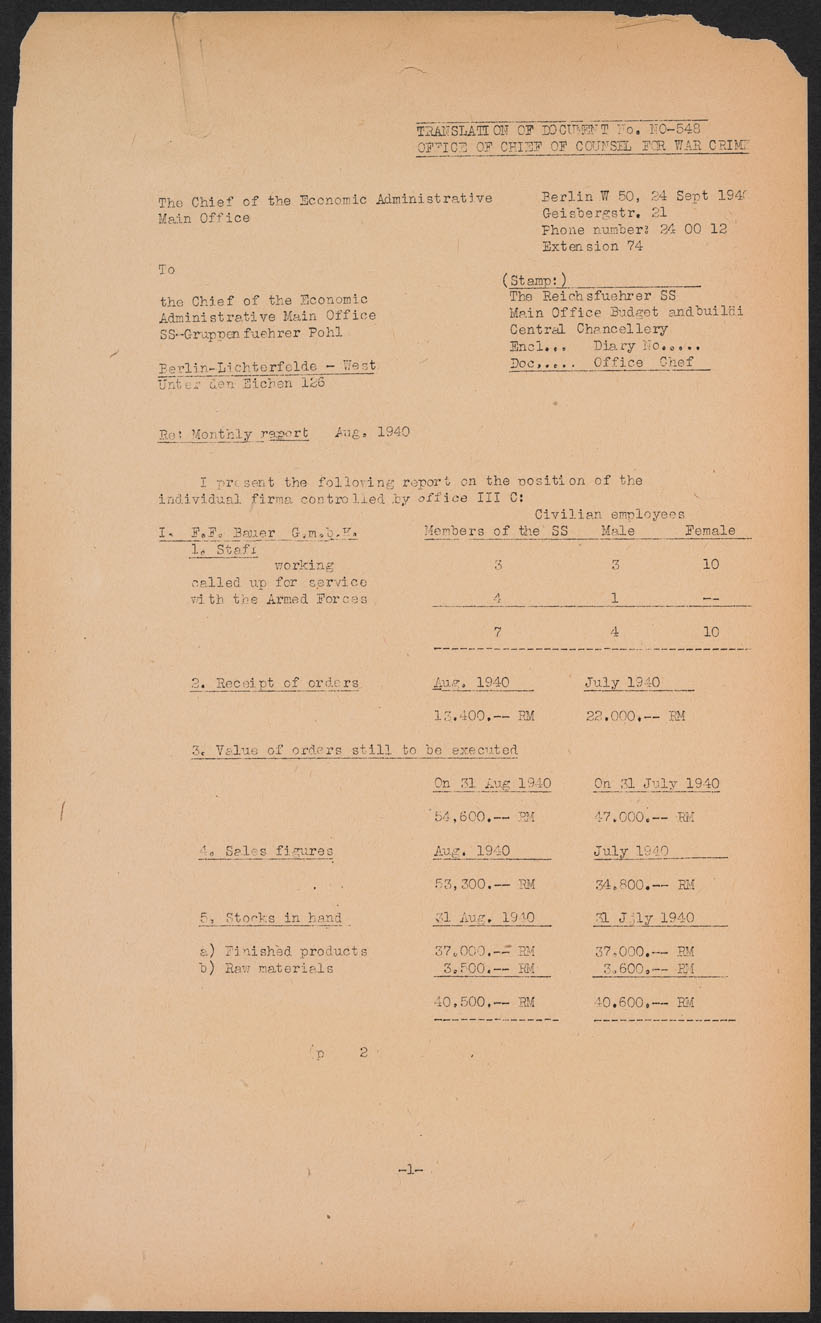 TRANSLATION OF DOCUMENT No. NO-548
OFFICE OF CHIEF OF COUNSEL FOR WAR CRIME
The Chief of the Economic Administrative
Main Office
Berlin W 50, 24 Sept 194
Geisbergstr. 21
Phone number: 24 00 12
Extension 74
To
the Chief of the Economic
Administrative Main Office
SS-Gruppenfuehrer Pohl
Berlin-Lichterfelde - West
Unter den Eichen 126
(Stamp:)
The Reichsfuehrer SS
Main Office Budget andbuildi
Central Chancellery
Encl... Diary No.....
Doc...... Office Chef
Re: Monthly report Aug. 1940
I present the following report on the position of the
individual firms controlled by office III C:
Civilian employees
I. F.F. Bauer G.m.b.H. Members of the SS Male Female
1. Staff
working 3 3 10
called up for service
with the Armed Forces 4 1 --
7 4 10
2. Receipt of orders Aug. 1940 July 1940
13.400.-- RM 22.000.-- RM
3. Value of orders still to be executed
On 31 Aug 1940 On 31 July 1940
54,600.-- RM 47.000.-- RM
4. Sales figures Aug. 1940 July 1940
53,300.-- RM 34.800.-- RM
5. Stocks in hand 31 Aug. 1940 31 Jjly 1940
a) Finished products 37.000.-- RM 37.000.-- RM
b) Raw materials 3.500.-- RM 3.600.-- RM
40,500.-- RM 40.600.-- RM
p 2
-1-